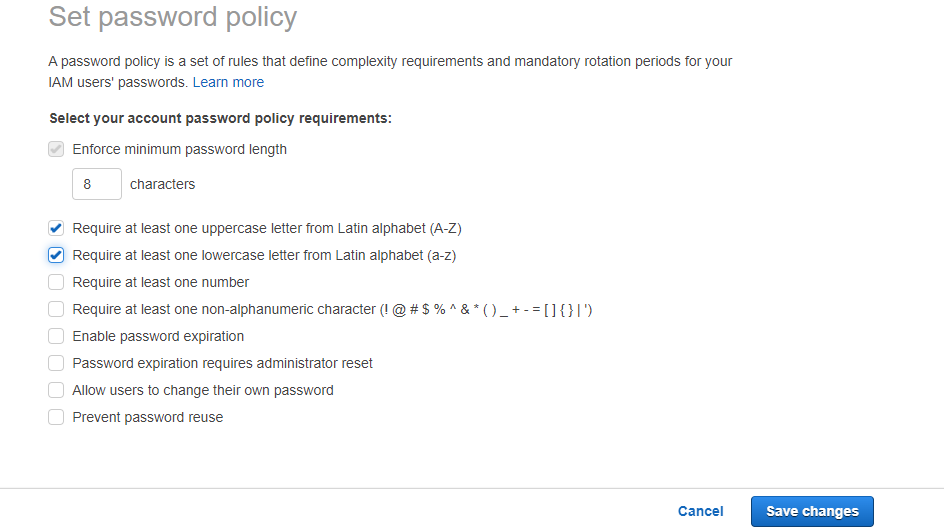 Set password policy
A password policy is a set of rules that define complexity requirements and mandatory rotation periods for your
IAM users' passwords. Learn more
Select your account password policy requirements:
Enforce minimum password length
8 characters
Require at least one uppercase letter from Latin alphabet (A-Z)
Require at least one lowercase letter from Latin alphabet (a-z)
Require at least one number
Require at least one non-alphanumeric character (! @ # $ % ^ & * ( ) _ + - = [ ] { } | ')
Enable password expiration
Password expiration requires administrator reset
Allow users to change their own password
Prevent password reuse
Cancel Save changes